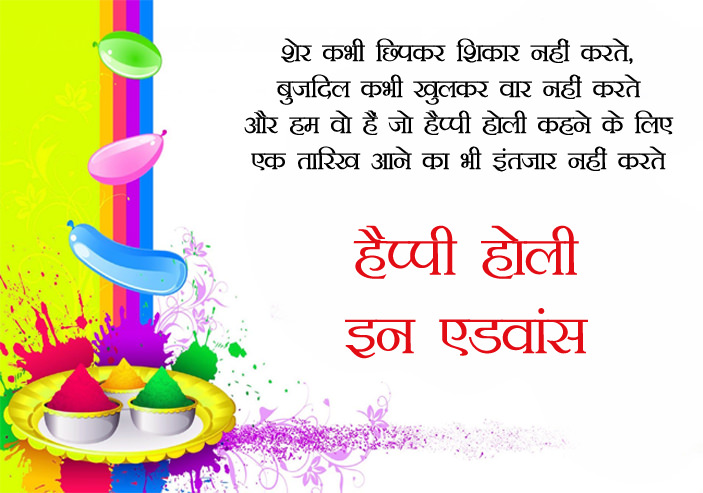 शेर कभी छिपकर शिकार नहीं करते,
बुजदिल कभी खुलकर वार नहीं करते
और हम वो हैं जो हैप्पी होली कहने के लिए
एक तारिख आने का भी इंतजार नहीं करते
हैप्पी होली
इन एडवांस